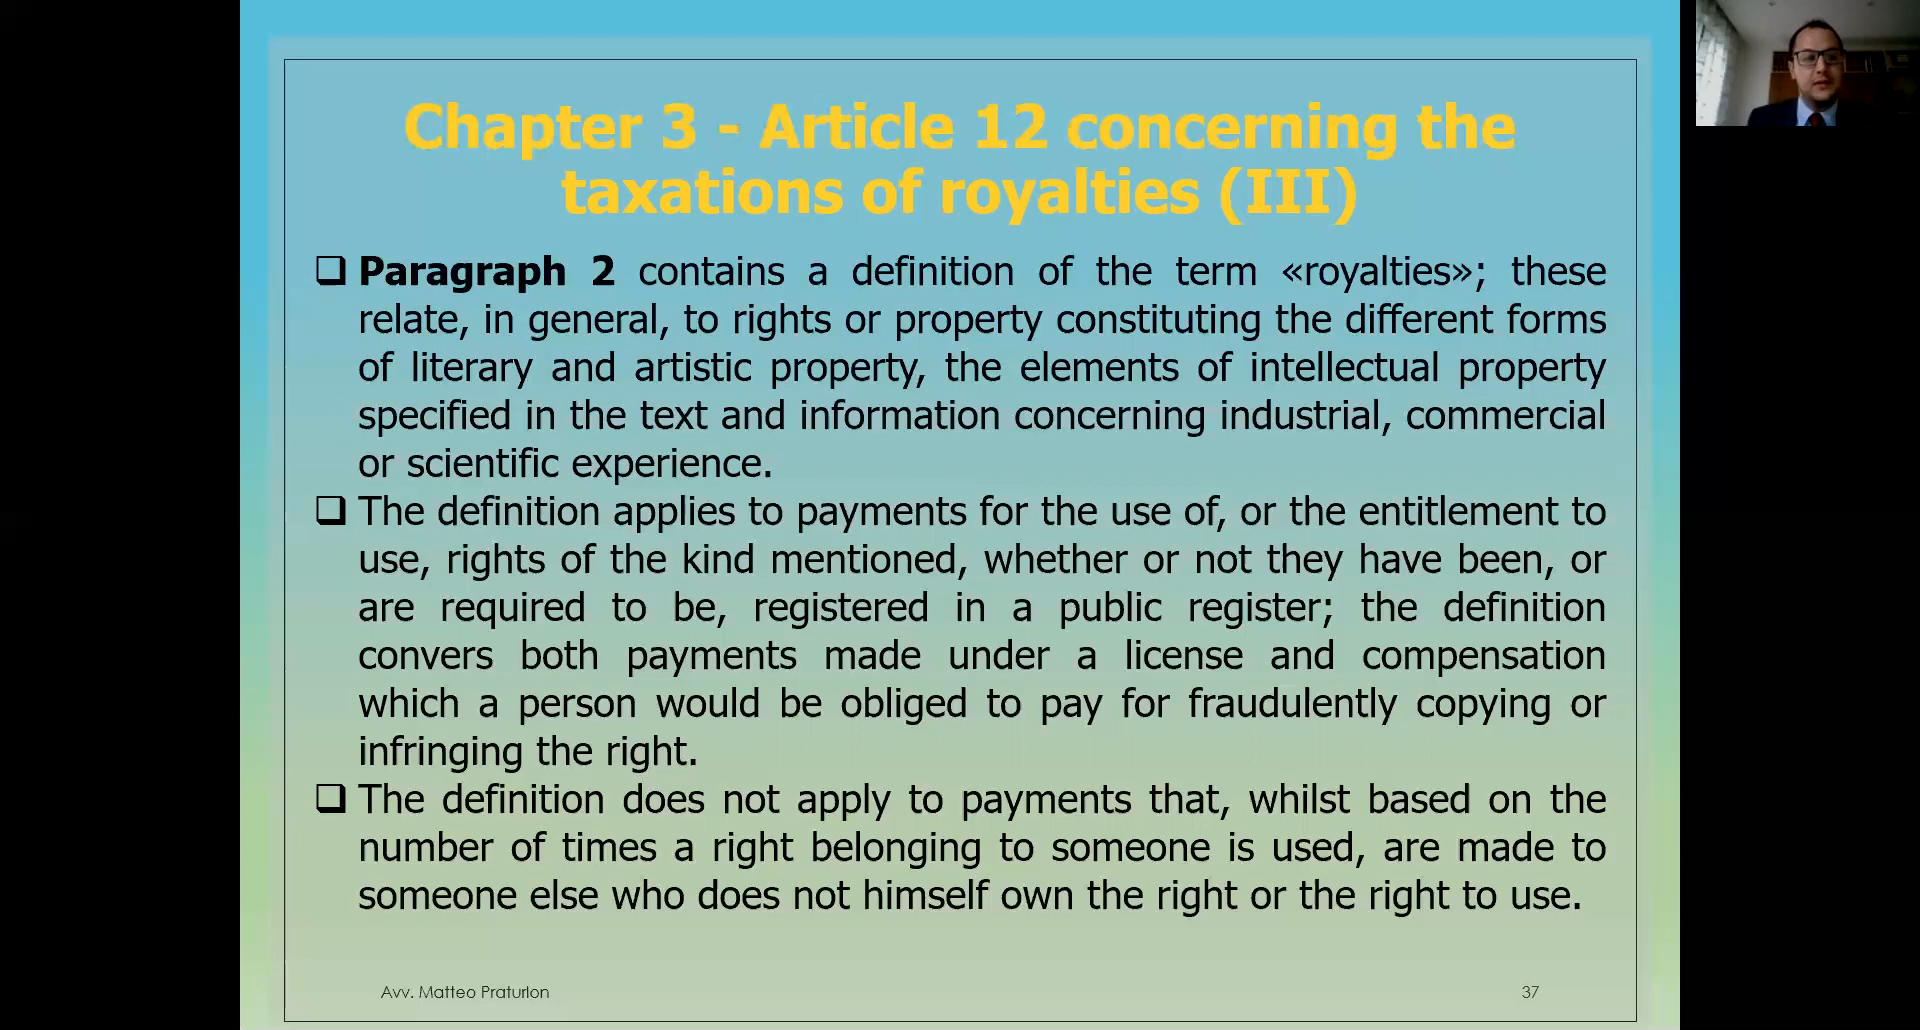 Chapter 3 - Article 12 concerning the
taxations of royalties (III)
❑ Paragraph 2 contains a definition of the term «royalties»; these
relate, in general, to rights or property constituting the different forms
of literary and artistic property, the elements of intellectual property
specified in the text and information concerning industrial, commercial
or scientific experience.
❑ The definition applies to payments for the use of, or the entitlement to
use, rights of the kind mentioned, whether or not they have been, or
are required to be, registered in a public register; the definition
convers both payments made under a license and compensation
which a person would be obliged to pay for fraudulently copying or
infringing the right.
❑ The definition does not apply to payments that, whilst based on the
number of times a right belonging to someone is used, are made to
someone else who does not himself own the right or the right to use.
Avv. Matteo Praturlon
37